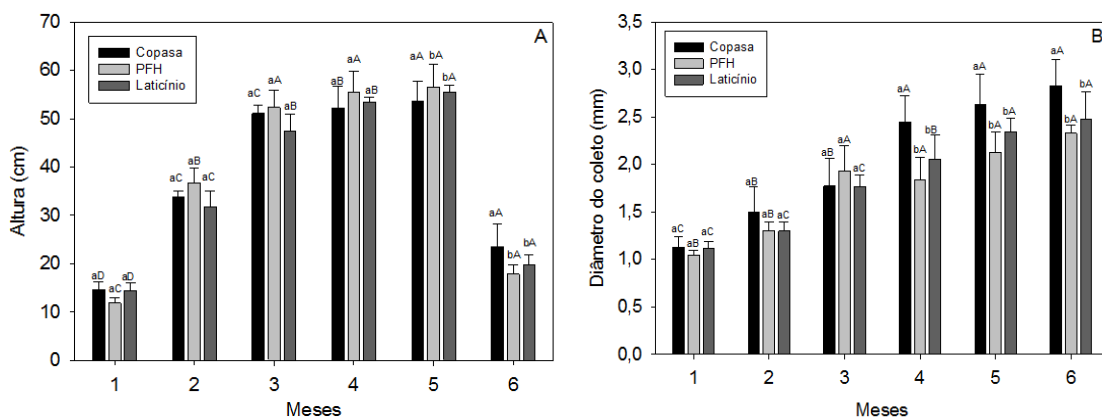 A
Copasa
PFH
Laticínio
Altura (cm)
70
60
50
40
30
20
10
0
aD aC aD
aC aB aC
aC aA aB
aB aA aB
aA bA bA
aA bA bA
1 2 3 4 5 6
Meses
B
Copasa
PFH
Laticínio
Diâmetro do coleto (mm)
3,5
3,0
2,5
2,0
1,5
1,0
0,5
0,0
aC aB aC
aB aB aC
aB aA aC
aA bA bB
aA bA bA
aA bA bA
1 2 3 4 5 6
Meses